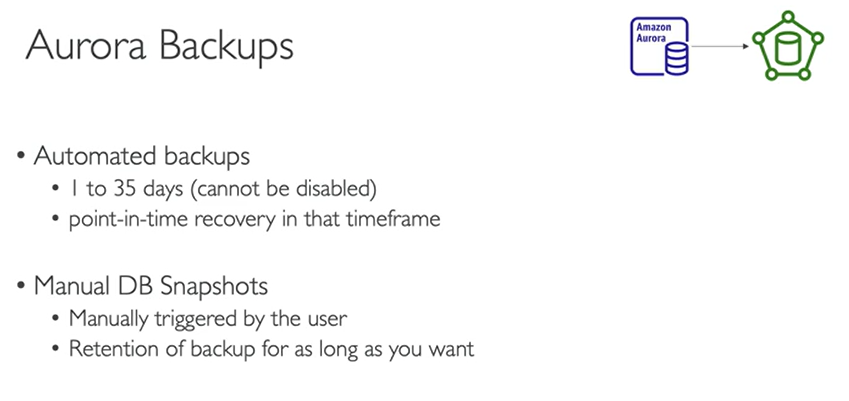 Aurora Backups
Amazon
Aurora
• Automated backups
• 1 to 35 days (cannot be disabled)
• point-in-time recovery in that timeframe
• Manual DB Snapshots
• Manually triggered by the user
• Retention of backup for as long as you want